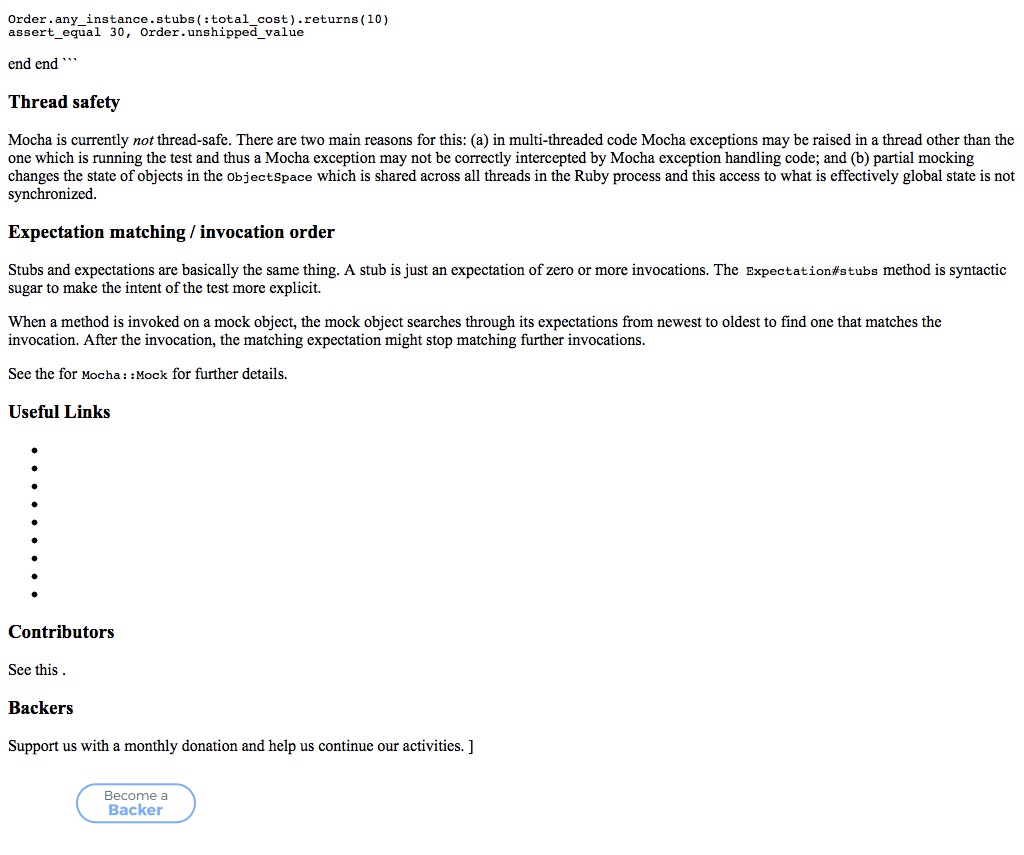 Order.any_instance.stubs(:total_cost).returns(10)
assert_equal 30, Order.unshipped_value
end end ```
Thread safety
Mocha is currently not thread-safe. There are two main reasons for this: (a) in multi-threaded code Mocha exceptions may be raised in a thread other than the
one which is running the test and thus a Mocha exception may not be correctly intercepted by Mocha exception handling code; and (b) partial mocking
changes the state of objects in the ObjectSpace which is shared across all threads in the Ruby process and this access to what is effectively global state is not
synchronized.
Expectation matching / invocation order
Stubs and expectations are basically the same thing. A stub is just an expectation of zero or more invocations. The Expectation#stubs method is syntactic
sugar to make the intent of the test more explicit.
When a method is invoked on a mock object, the mock object searches through its expectations from newest to oldest to find one that matches the
invocation. After the invocation, the matching expectation might stop matching further invocations.
See the for Mocha::Mock for further details.
Useful Links
Contributors
See this .
Backers
Support us with a monthly donation and help us continue our activities. ]
Become a
Backer